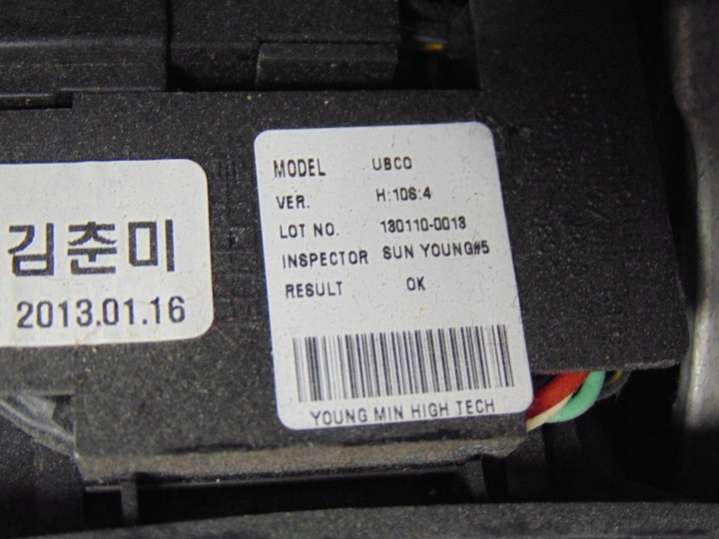 김춘미
2013.01.16
MODEL UBCO
VER. H:10S:4
LOT NO. 130110-0013
INSPECTOR SUN YOUNG#5
RESULT OK
YOUNG MIN HIGH TECH